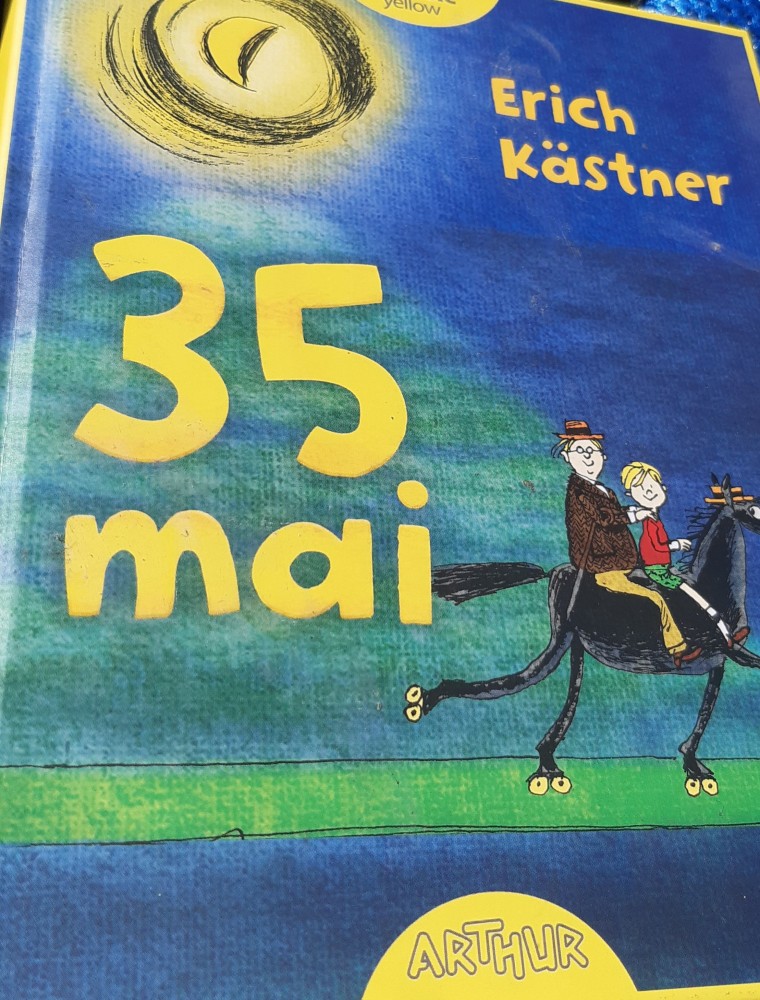 yellow
Erich
Kästner
35
mai
ARTHUR